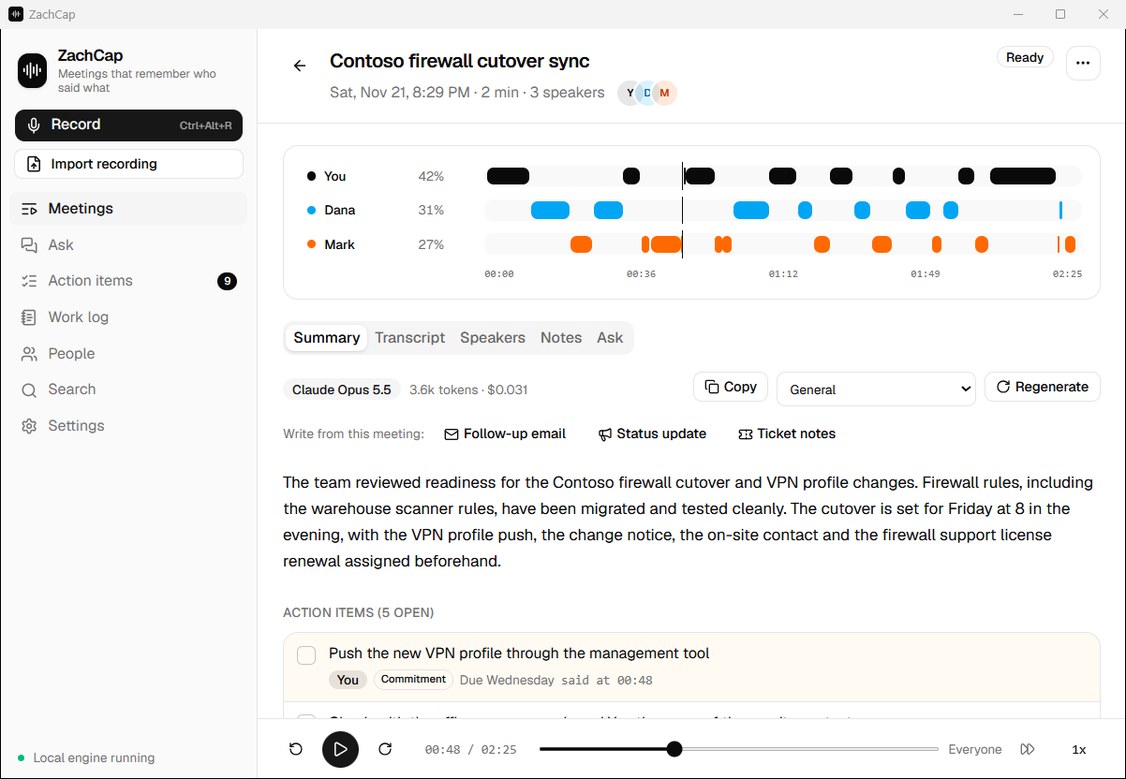 ZachCap
ZachCap
Meetings that remember who
said what
Record Ctrl+Alt+R
Import recording
Meetings
Ask
Action items 9
Work log
People
Search
Settings
Local engine running
Contoso firewall cutover sync
Ready
Sat, Nov 21, 8:29 PM · 2 min · 3 speakers Y D M
You 42%
Dana 31%
Mark 27%
00:00 00:36 01:12 01:49 02:25
Summary Transcript Speakers Notes Ask
Claude Opus 5.5 3.6k tokens · $0.031 Copy General Regenerate
Write from this meeting: Follow-up email Status update Ticket notes
The team reviewed readiness for the Contoso firewall cutover and VPN profile changes. Firewall rules, including
the warehouse scanner rules, have been migrated and tested cleanly. The cutover is set for Friday at 8 in the
evening, with the VPN profile push, the change notice, the on-site contact and the firewall support license
renewal assigned beforehand.
ACTION ITEMS (5 OPEN)
Push the new VPN profile through the management tool
You Commitment Due Wednesday said at 00:48
00:48 / 02:25 Everyone 1x